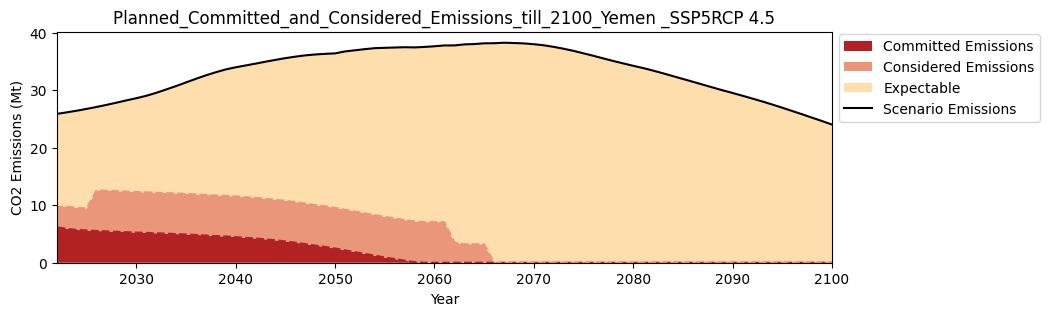 Planned_Committed_and_Considered_Emissions_till_2100_Yemen _SSP5RCP 4.5
CO2 Emissions (Mt)
40
30
20
10
0
2030 2040 2050 2060 2070 2080 2090 2100
Year
Committed Emissions
Considered Emissions
Expectable
Scenario Emissions